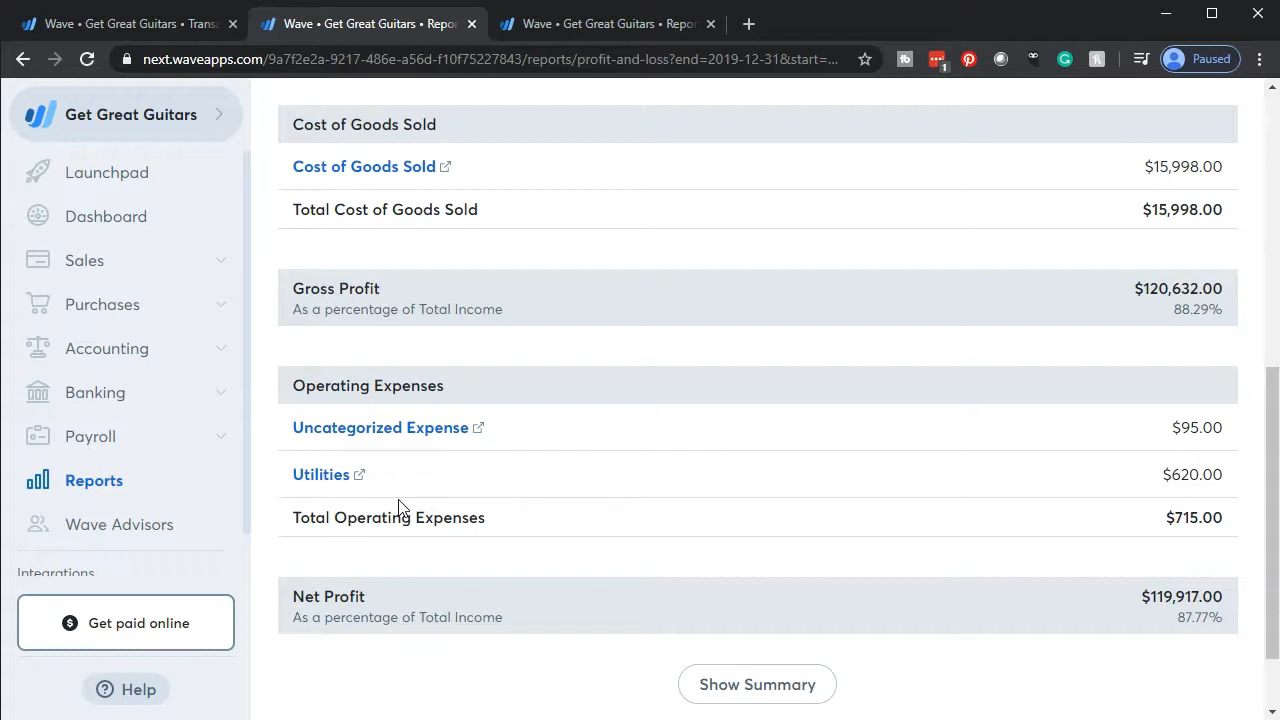 Wave • Get Great Guitars • Transa
Wave • Get Great Guitars • Repor
Wave • Get Great Guitars • Repor
next.waveapps.com/9a7f2e2a-9217-486e-a56d-f10f75227843/reports/profit-and-loss?end=2019-12-31&start=...
1
Paused
Get Great Guitars
Launchpad
Dashboard
Sales
Purchases
Accounting
Banking
Payroll
Reports
Wave Advisors
Integrations
Get paid online
Help
Cost of Goods Sold
Cost of Goods Sold $15,998.00
Total Cost of Goods Sold $15,998.00
Gross Profit $120,632.00
As a percentage of Total Income 88.29%
Operating Expenses
Uncategorized Expense $95.00
Utilities $620.00
Total Operating Expenses $715.00
Net Profit $119,917.00
As a percentage of Total Income 87.77%
Show Summary